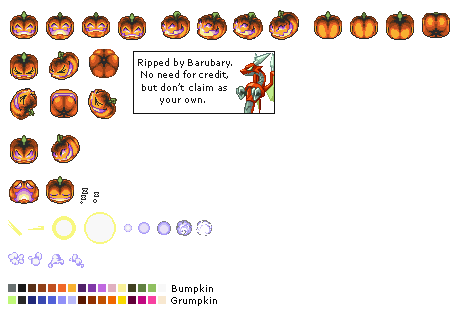 Ripped by Barubary.
No need for credit,
but don't claim as
your own.
Bumpkin
Grumpkin